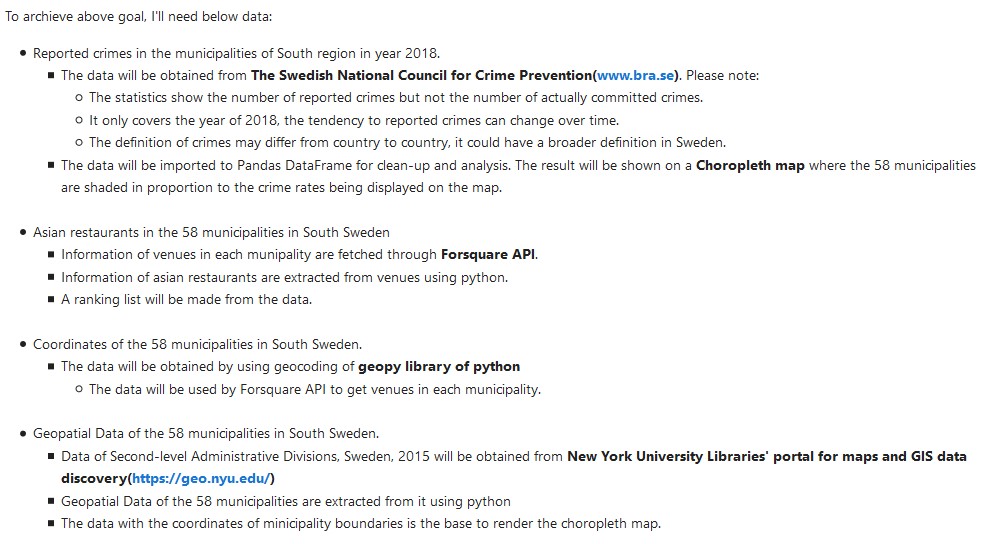 To archieve above goal, I'll need below data:
Reported crimes in the municipalities of South region in year 2018.
The data will be obtained from The Swedish National Council for Crime Prevention(www.bra.se). Please note:
The statistics show the number of reported crimes but not the number of actually committed crimes.
It only covers the year of 2018, the tendency to reported crimes can change over time.
The definition of crimes may differ from country to country, it could have a broader definition in Sweden.
The data will be imported to Pandas DataFrame for clean-up and analysis. The result will be shown on a Choropleth map where the 58 municipalities
are shaded in proportion to the crime rates being displayed on the map.
Asian restaurants in the 58 municipalities in South Sweden
Information of venues in each munipality are fetched through Forsquare API.
Information of asian restaurants are extracted from venues using python.
A ranking list will be made from the data.
Coordinates of the 58 municipalities in South Sweden.
The data will be obtained by using geocoding of geopy library of python
The data will be used by Forsquare API to get venues in each municipality.
Geopatial Data of the 58 municipalities in South Sweden.
Data of Second-level Administrative Divisions, Sweden, 2015 will be obtained from New York University Libraries' portal for maps and GIS data
discovery(https://geo.nyu.edu/)
Geopatial Data of the 58 municipalities are extracted from it using python
The data with the coordinates of minicipality boundaries is the base to render the choropleth map.